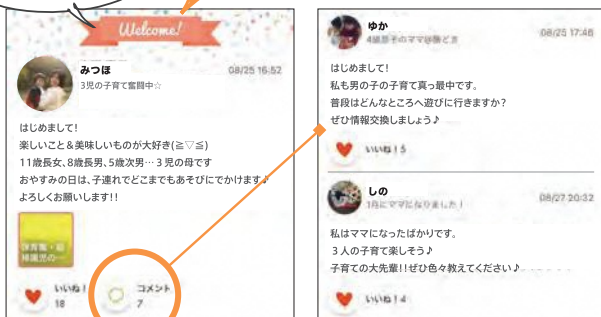 Welcome!
みつほ
08/25 16:52
3児の子育て奮闘中☆
はじめまして!
楽しいこと&美味しいものが大好き(≧▽≦)
11歳長女、8歳長男、5歳次男…3児の母です
おやすみの日は、子連れでどこまでもあそびにでかけます♪
よろしくお願いします!!
いいね!
18
コメント
7
ゆか
08/25 17:46
はじめまして!
私も男の子の子育て真っ最中です。
普段はどんなところへ遊びに行きますか?
ぜひ情報交換しましょう♪
いいね!5
しの
08/27 20:32
1月にママになりました!
私はママになったばかりです。
3人の子育て楽しそう♪
子育ての大先輩!!ぜひ色々教えてください♪
いいね!4